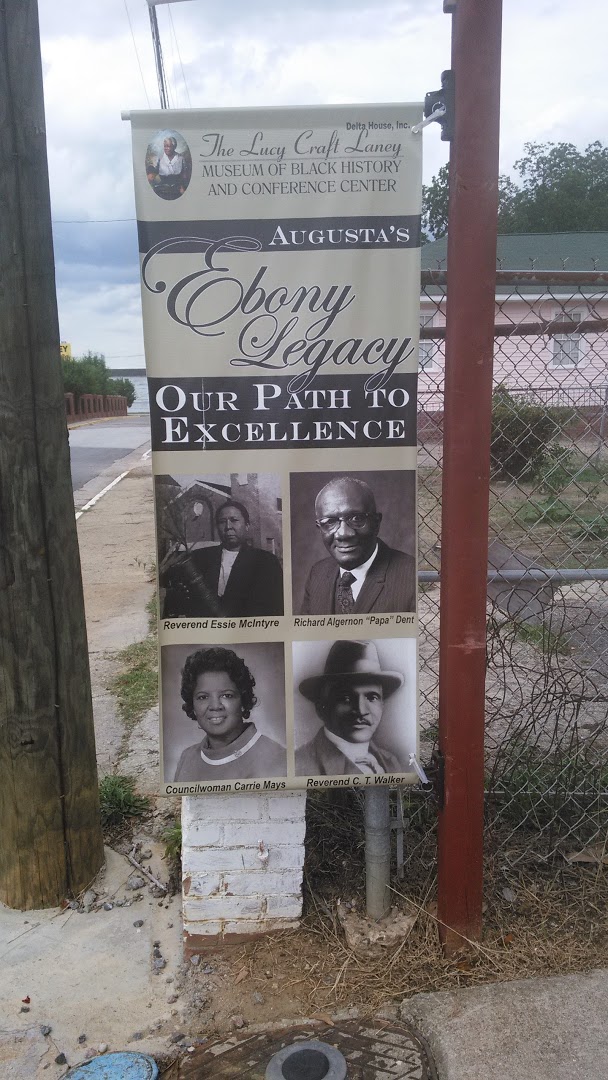 Delta House, Inc.
The Lucy Craft Laney
MUSEUM OF BLACK HISTORY
AND CONFERENCE CENTER
AUGUSTA'S
Ebony
Legacy
OUR PATH TO
EXCELLENCE
Reverend Essie McIntyre
Richard Algernon "Papa" Dent
Councilwoman Carrie Mays
Reverend C. T. Walker